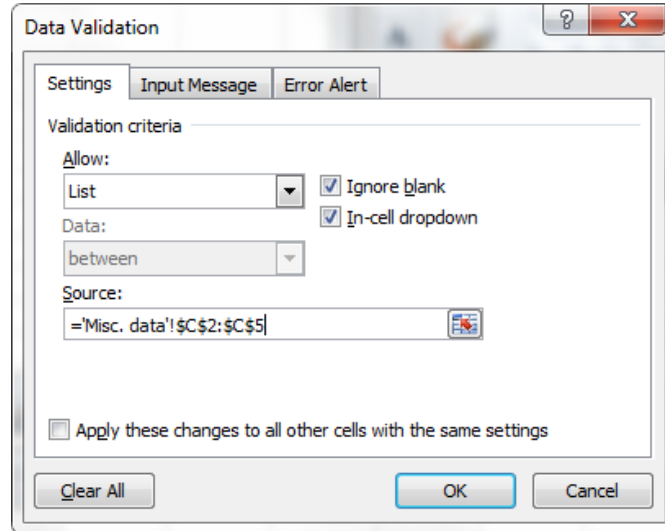 Data Validation
Settings Input Message Error Alert
Validation criteria
Allow:
List
Ignore blank
In-cell dropdown
Data:
between
Source:
='Misc. data'!$C$2:$C$5
Apply these changes to all other cells with the same settings
Clear All OK Cancel